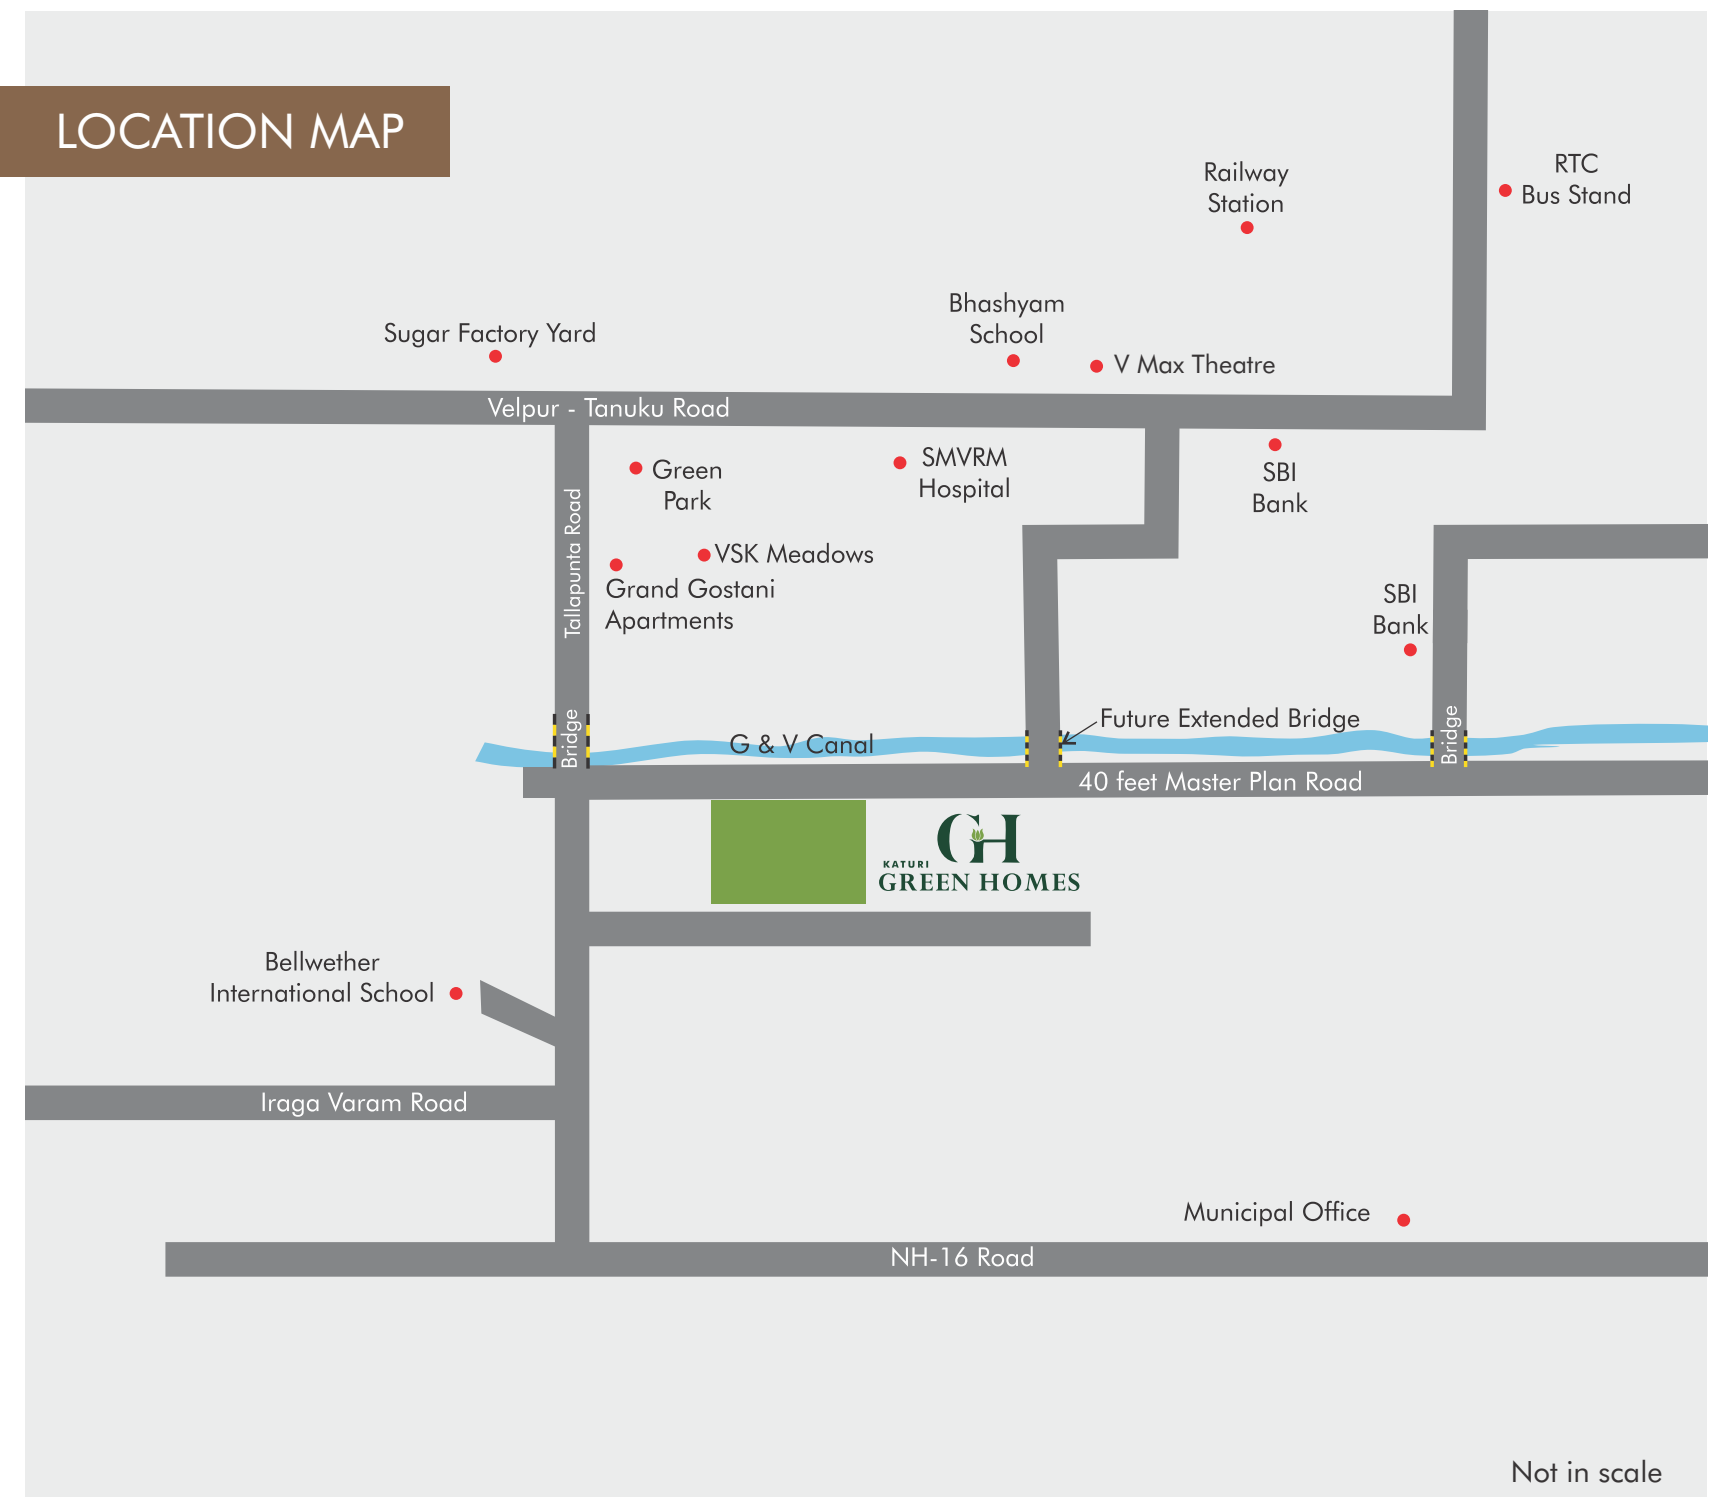 LOCATION MAP
RTC
Bus Stand
Railway
Station
Bhashyam
School
Sugar Factory Yard
V Max Theatre
Velpur - Tanuku Road
SMVRM
Hospital
Green
Park
SBI
Bank
Tallapunta Road
VSK Meadows
Grand Gostani
Apartments
SBI
Bank
Future Extended Bridge
Bridge
G & V Canal
Bridge
40 feet Master Plan Road
GH
KATURI
GREEN HOMES
Bellwether
International School
Iraga Varam Road
Municipal Office
NH-16 Road
Not in scale